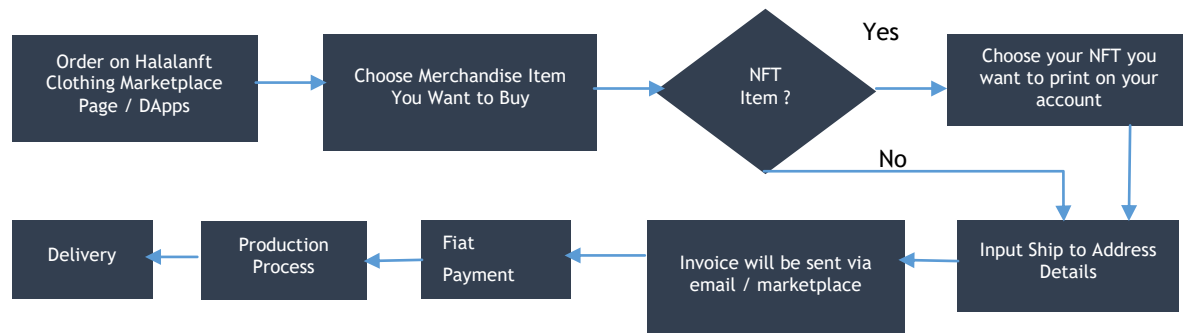 Order on Halalanft
Clothing Marketplace
Page / DApps
Choose Merchandise Item
You Want to Buy
NFT
Item ?
Yes
Choose your NFT you
want to print on your
account
No
Input Ship to Address
Details
Invoice will be sent via
email / marketplace
Fiat
Payment
Production
Process
Delivery